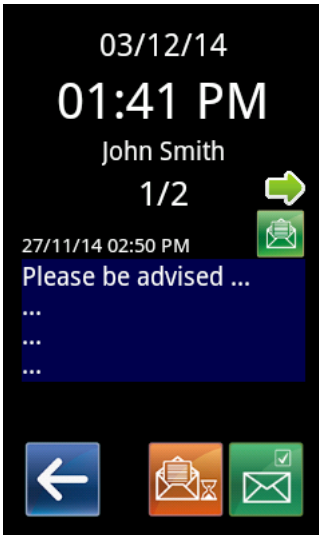 03/12/14
01:41 PM
John Smith
1/2
27/11/14 02:50 PM
Please be advised ...
...
...
...